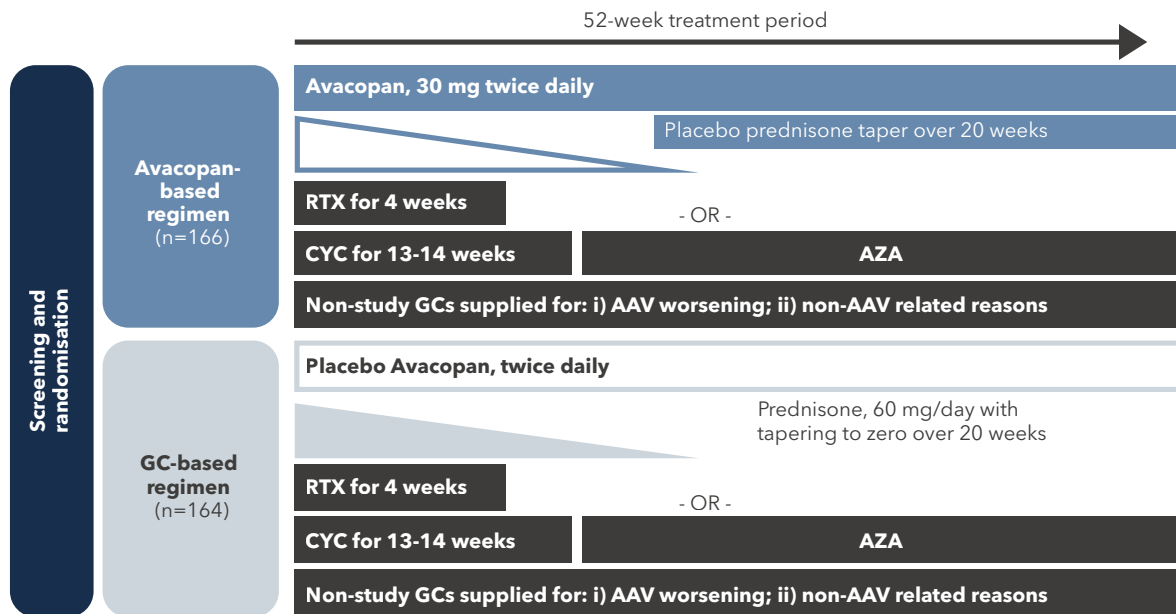 52-week treatment period
Screening and
randomisation
Avacopan-
based
regimen
(n=166)
Avacopan, 30 mg twice daily
Placebo prednisone taper over 20 weeks
RTX for 4 weeks
- OR -
CYC for 13-14 weeks
AZA
Non-study GCs supplied for: i) AAV worsening; ii) non-AAV related reasons
GC-based
regimen
(n=164)
Placebo Avacopan, twice daily
Prednisone, 60 mg/day with
tapering to zero over 20 weeks
RTX for 4 weeks
- OR -
CYC for 13-14 weeks
AZA
Non-study GCs supplied for: i) AAV worsening; ii) non-AAV related reasons